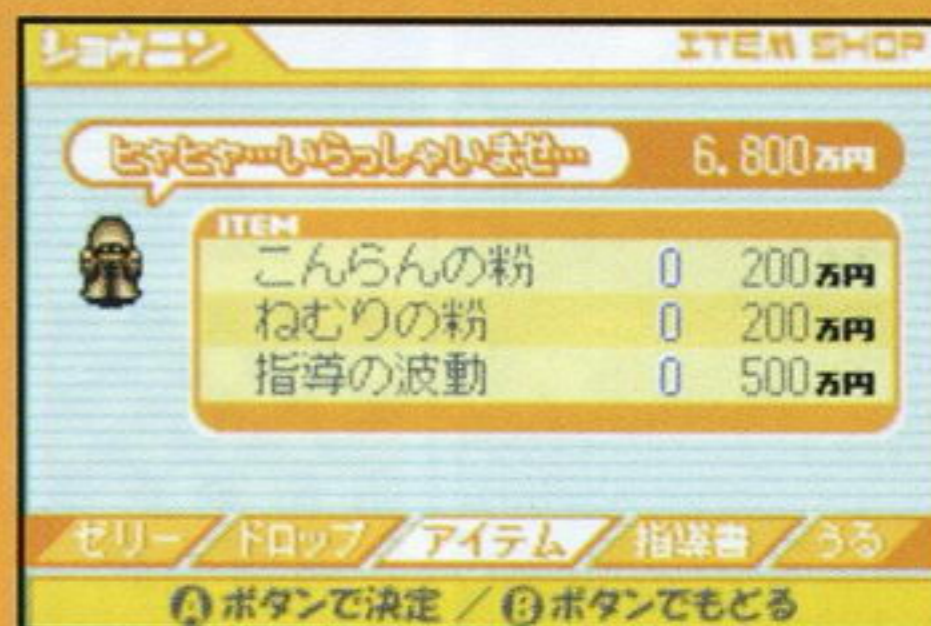 ショウニン
ITEM SHOP
ヒャヒャ…いらっしゃいませ…
6,800万円
ITEM
こんらんの粉 0 200万円
ねむりの粉 0 200万円
指導の波動 0 500万円
ゼリー/ドロップ/アイテム/指導書/うる
Ⓐボタンで決定/Ⓑボタンでもどる